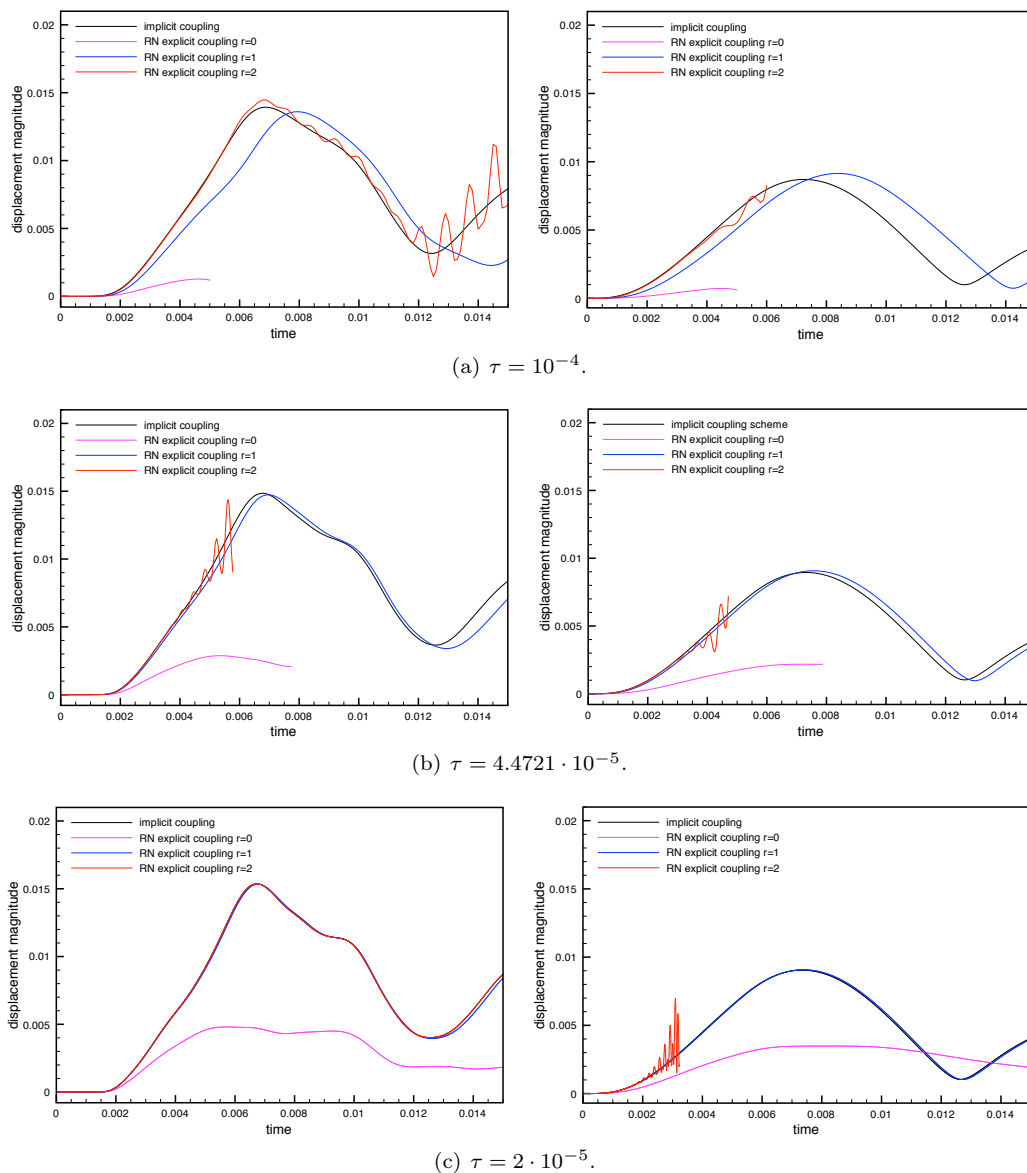 0.02
0.015
0.01
0.005
0
displacement magnitude
implicit coupling
RN explicit coupling r=0
RN explicit coupling r=1
RN explicit coupling r=2
0 0.002 0.004 0.006 0.008 0.01 0.012 0.014
time
0.02
0.015
0.01
0.005
0
displacement magnitude
implicit coupling
RN explicit coupling r=0
RN explicit coupling r=1
RN explicit coupling r=2
0 0.002 0.004 0.006 0.008 0.01 0.012 0.014
time
(a) τ = 10⁻⁴.
0.02
0.015
0.01
0.005
0
displacement magnitude
implicit coupling
RN explicit coupling r=0
RN explicit coupling r=1
RN explicit coupling r=2
0 0.002 0.004 0.006 0.008 0.01 0.012 0.014
time
0.02
0.015
0.01
0.005
0
displacement magnitude
implicit coupling scheme
RN explicit coupling r=0
RN explicit coupling r=1
RN explicit coupling r=2
0 0.002 0.004 0.006 0.008 0.01 0.012 0.014
time
(b) τ = 4.4721 · 10⁻⁵.
0.02
0.015
0.01
0.005
0
displacement magnitude
implicit coupling
RN explicit coupling r=0
RN explicit coupling r=1
RN explicit coupling r=2
0 0.002 0.004 0.006 0.008 0.01 0.012 0.014
time
0.02
0.015
0.01
0.005
0
displacement magnitude
implicit coupling
RN explicit coupling r=0
RN explicit coupling r=1
RN explicit coupling r=2
0 0.002 0.004 0.006 0.008 0.01 0.012 0.014
time
(c) τ = 2 · 10⁻⁵.